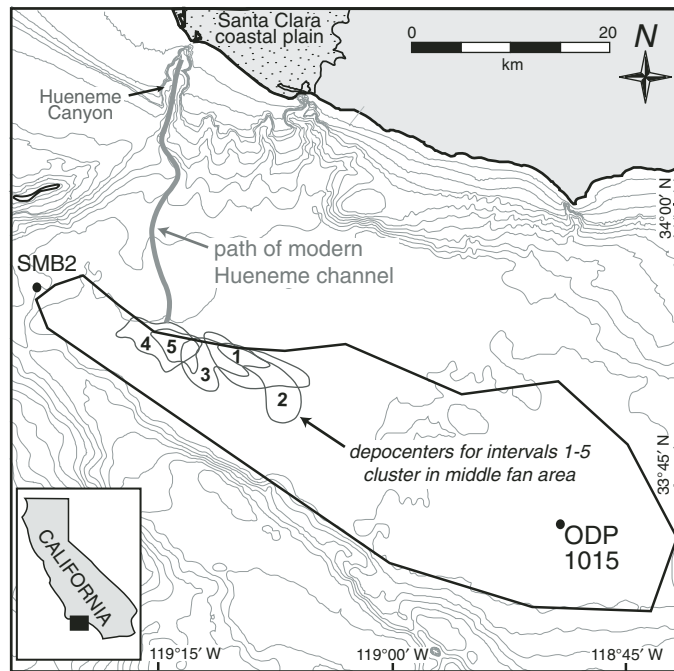 Santa Clara
coastal plain
0 10 20
km
N
Hueneme
Canyon
34°00' N
path of modern
Hueneme channel
SMB2
4
5
1
3
2
depocenters for intervals 1-5
cluster in middle fan area
33°45' N
ODP
1015
CALIFORNIA
119°15' W
119°00' W
118°45' W